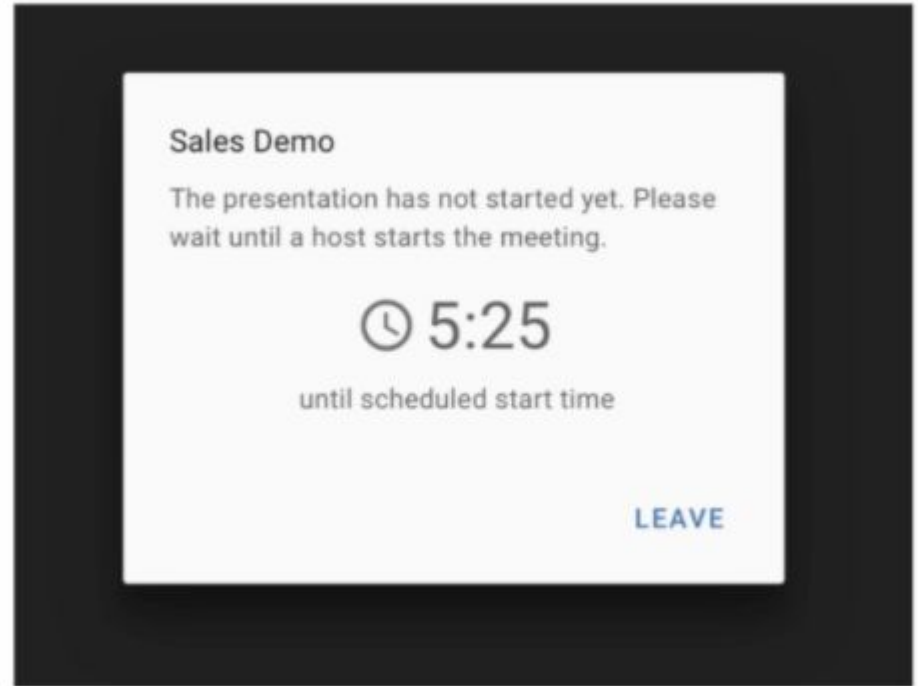 Sales Demo
The presentation has not started yet. Please
wait until a host starts the meeting.
5:25
until scheduled start time
LEAVE